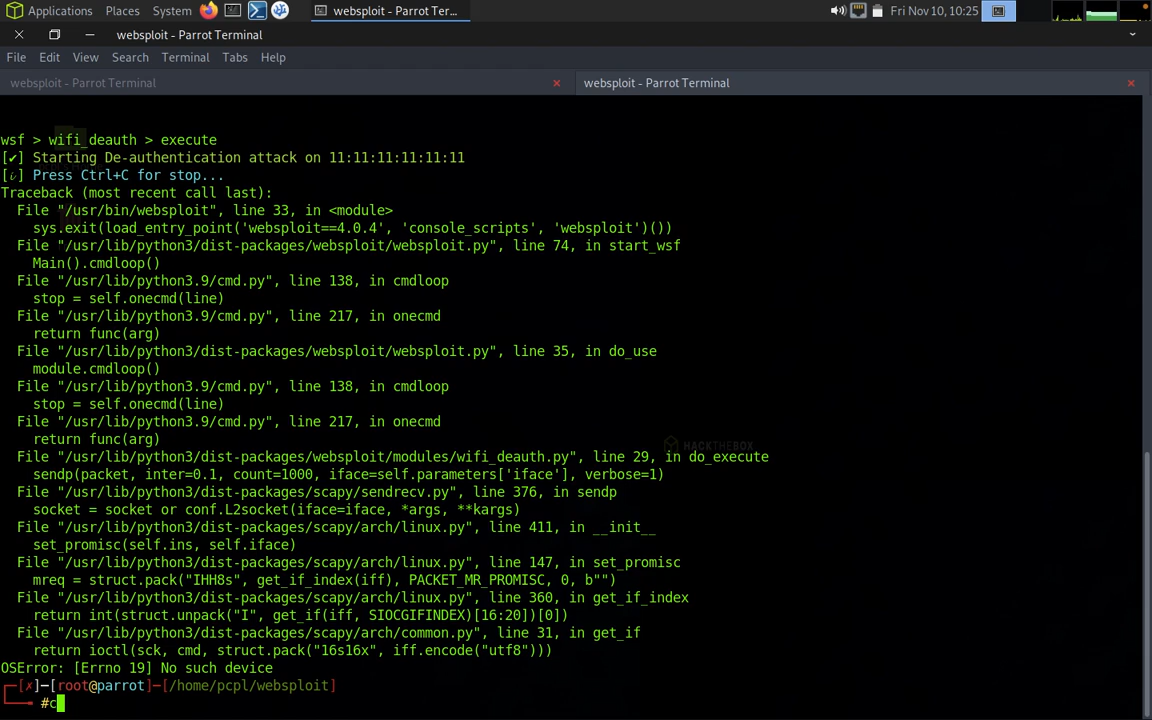 Applications Places System websploit - Parrot Ter... Fri Nov 10, 10:25
websploit - Parrot Terminal
File Edit View Search Terminal Tabs Help
websploit - Parrot Terminal websploit - Parrot Terminal
wsf > wifi_deauth > execute
[✔] Starting De-authentication attack on 11:11:11:11:11:11
[i] Press Ctrl+C for stop...
Traceback (most recent call last):
File "/usr/bin/websploit", line 33, in <module>
sys.exit(load_entry_point('websploit==4.0.4', 'console_scripts', 'websploit')())
File "/usr/lib/python3/dist-packages/websploit/websploit.py", line 74, in start_wsf
Main().cmdloop()
File "/usr/lib/python3.9/cmd.py", line 138, in cmdloop
stop = self.onecmd(line)
File "/usr/lib/python3.9/cmd.py", line 217, in onecmd
return func(arg)
File "/usr/lib/python3/dist-packages/websploit/websploit.py", line 35, in do_use
module.cmdloop()
File "/usr/lib/python3.9/cmd.py", line 138, in cmdloop
stop = self.onecmd(line)
File "/usr/lib/python3.9/cmd.py", line 217, in onecmd
return func(arg)
HACKTHEBOX
File "/usr/lib/python3/dist-packages/websploit/modules/wifi_deauth.py", line 29, in do_execute
sendp(packet, inter=0.1, count=1000, iface=self.parameters['iface'], verbose=1)
File "/usr/lib/python3/dist-packages/scapy/sendrecv.py", line 376, in sendp
socket = socket or conf.L2socket(iface=iface, *args, **kargs)
File "/usr/lib/python3/dist-packages/scapy/arch/linux.py", line 411, in __init__
set_promisc(self.ins, self.iface)
File "/usr/lib/python3/dist-packages/scapy/arch/linux.py", line 147, in set_promisc
mreq = struct.pack("IHH8s", get_if_index(iff), PACKET_MR_PROMISC, 0, b"")
File "/usr/lib/python3/dist-packages/scapy/arch/linux.py", line 360, in get_if_index
return int(struct.unpack("I", get_if(iff, SIOCGIFINDEX)[16:20])[0])
File "/usr/lib/python3/dist-packages/scapy/arch/common.py", line 31, in get_if
return ioctl(sck, cmd, struct.pack("16s16x", iff.encode("utf8")))
OSError: [Errno 19] No such device
┌─[✗]─[root@parrot]─[/home/pcpl/websploit]
└──╼ #c